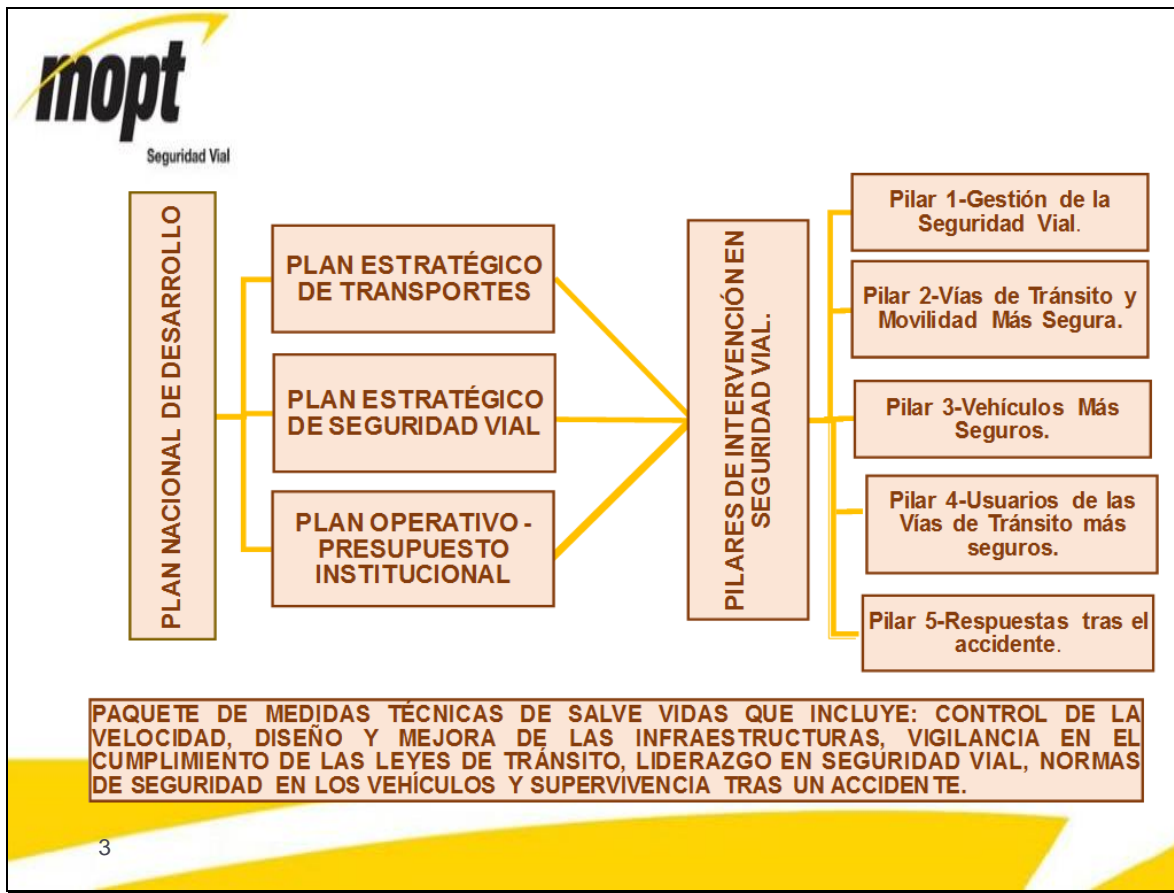 mopt
Seguridad Vial
PLAN NACIONAL DE DESARROLLO
PLAN ESTRATÉGICO
DE TRANSPORTES
PLAN ESTRATÉGICO
DE SEGURIDAD VIAL
PLAN OPERATIVO -
PRESUPUESTO
INSTITUCIONAL
PILARES DE INTERVENCIÓN EN
SEGURIDAD VIAL.
Pilar 1-Gestión de la
Seguridad Vial.
Pilar 2-Vías de Tránsito y
Movilidad Más Segura.
Pilar 3-Vehículos Más
Seguros.
Pilar 4-Usuarios de las
Vías de Tránsito más
seguros.
Pilar 5-Respuestas tras el
accidente.
PAQUETE DE MEDIDAS TÉCNICAS DE SALVE VIDAS QUE INCLUYE: CONTROL DE LA
VELOCIDAD, DISEÑO Y MEJORA DE LAS INFRAESTRUCTURAS, VIGILANCIA EN EL
CUMPLIMIENTO DE LAS LEYES DE TRÁNSITO, LIDERAZGO EN SEGURIDAD VIAL, NORMAS
DE SEGURIDAD EN LOS VEHÍCULOS Y SUPERVIVENCIA TRAS UN ACCIDENTE.
3